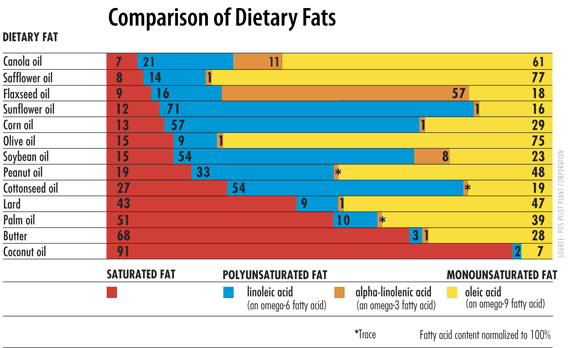 Comparison of Dietary Fats
DIETARY FAT
Canola oil 7 21 11 61
Safflower oil 8 14 1 77
Flaxseed oil 9 16 57 18
Sunflower oil 12 71 1 16
Corn oil 13 57 1 29
Olive oil 15 9 1 75
Soybean oil 15 54 8 23
Peanut oil 19 33 * 48
Cottonseed oil 27 54 * 19
Lard 43 9 1 47
Palm oil 51 10 * 39
Butter 68 3 1 28
Coconut oil 91 2 7
SOURCE: POS PILOT PLANT CORPORATION
SATURATED FAT POLYUNSATURATED FAT MONOUNSATURATED FAT
linoleic acid alpha-linolenic acid oleic acid
(an omega-6 fatty acid) (an omega-3 fatty acid) (an omega-9 fatty acid)
*Trace Fatty acid content normalized to 100%